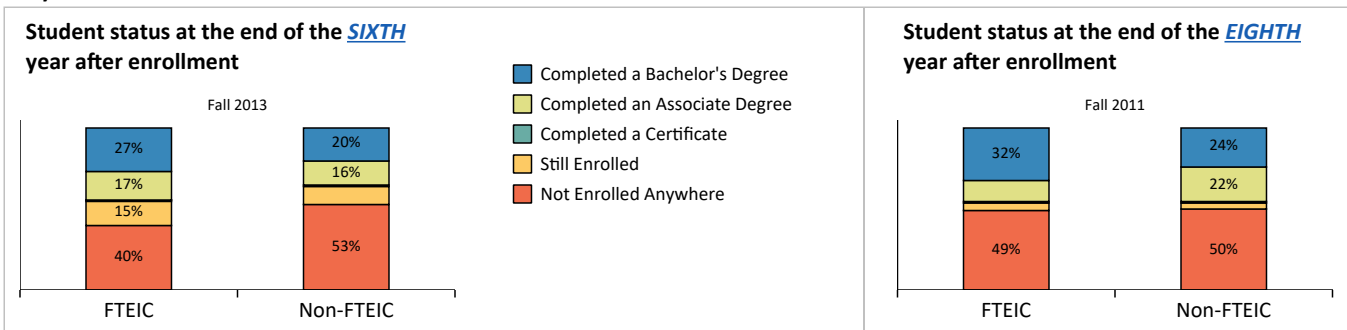 Student status at the end of the SIXTH
year after enrollment
Fall 2013
27%
17%
15%
40%
FTEIC
20%
16%
53%
Non-FTEIC
Completed a Bachelor's Degree
Completed an Associate Degree
Completed a Certificate
Still Enrolled
Not Enrolled Anywhere
Student status at the end of the EIGHTH
year after enrollment
Fall 2011
32%
49%
FTEIC
24%
22%
50%
Non-FTEIC